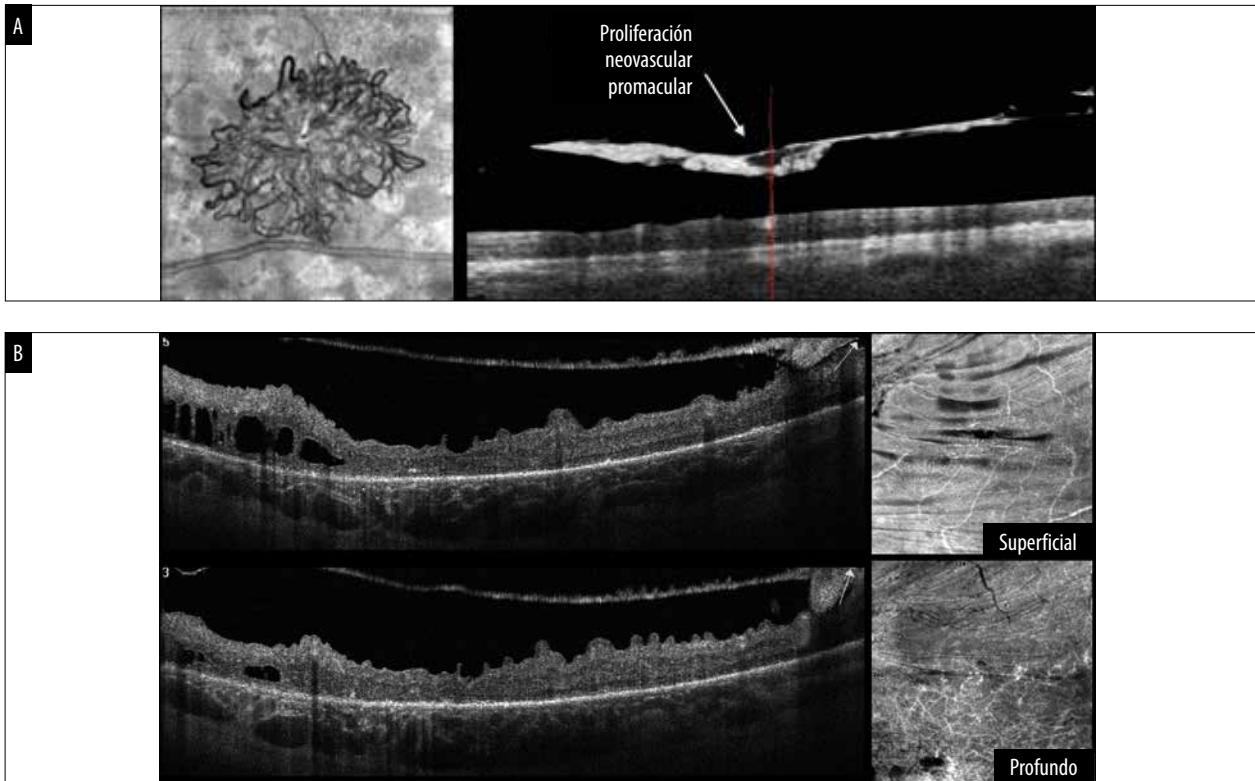 A
Proliferación
neovascular
promacular
B
5
Superficial
3
Profundo